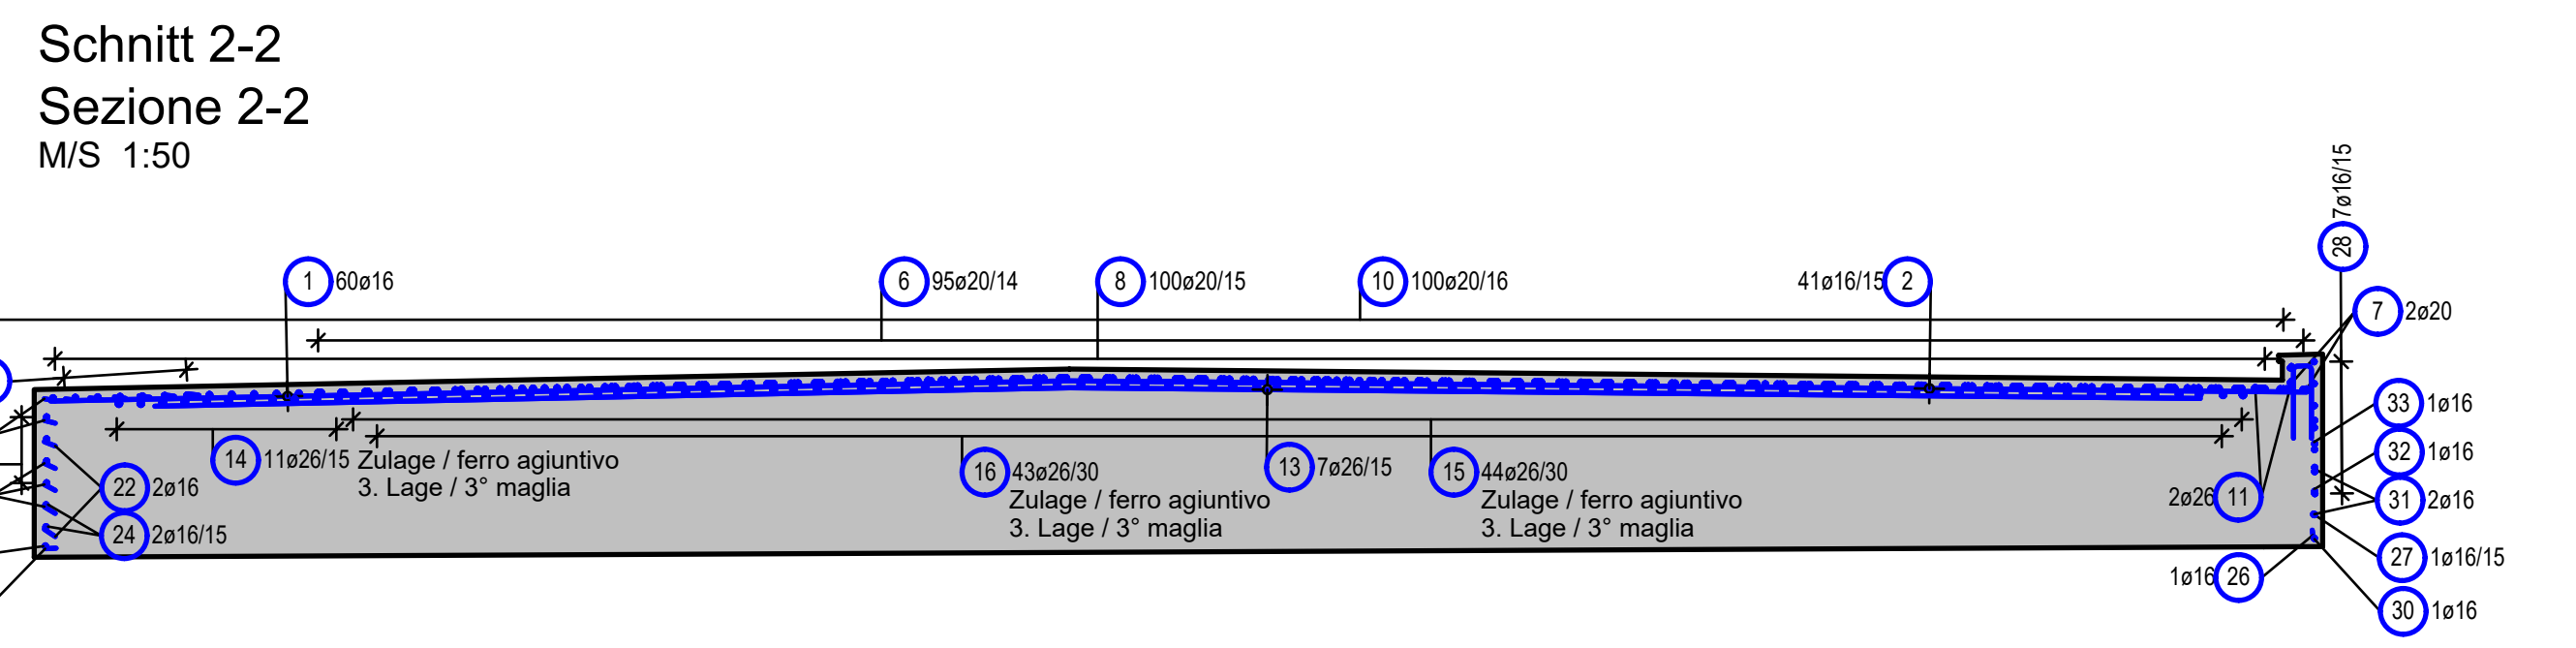 Schnitt 2-2
Sezione 2-2
M/S 1:50
7ø16/15
28
1 60ø16
6 95ø20/14
8 100ø20/15
10 100ø20/16
41ø16/15 2
7 2ø20
33 1ø16
14 11ø26/15 Zulage / ferro agiuntivo
3. Lage / 3° maglia
16 43ø26/30
Zulage / ferro agiuntivo
3. Lage / 3° maglia
13 7ø26/15
15 44ø26/30
Zulage / ferro agiuntivo
3. Lage / 3° maglia
32 1ø16
22 2ø16
2ø26 11
31 2ø16
24 2ø16/15
27 1ø16/15
1ø16 26
30 1ø16